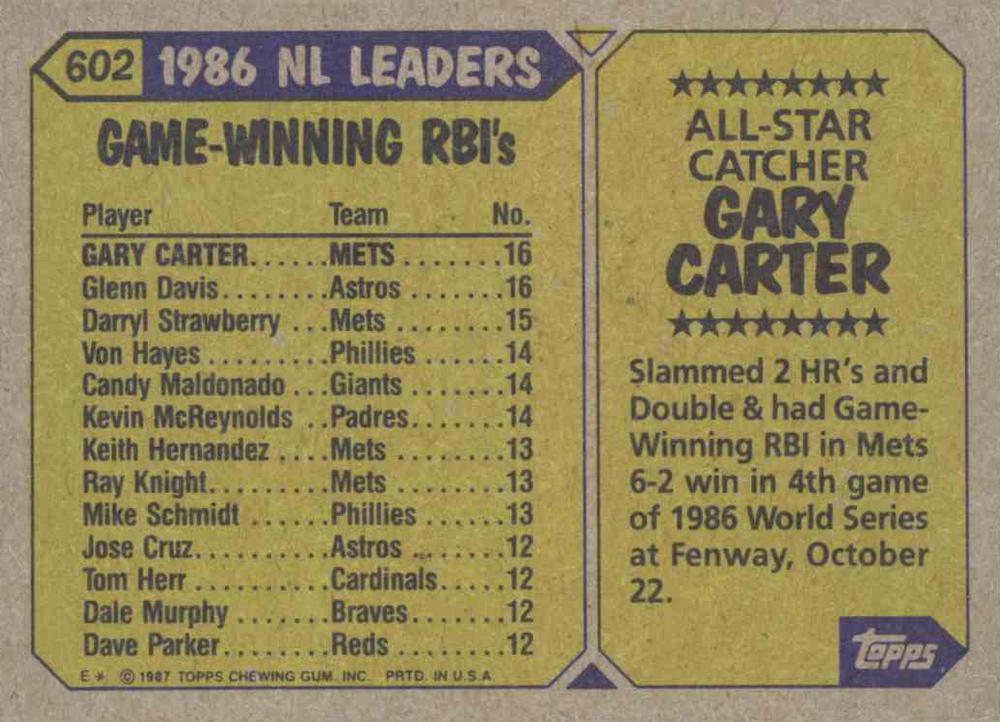 602 1986 NL LEADERS
GAME-WINNING RBI's
Player Team No.
GARY CARTER......METS........16
Glenn Davis.........Astros.......16
Darryl Strawberry...Mets........15
Von Hayes.........Phillies......14
Candy Maldonado...Giants.......14
Kevin McReynolds..Padres.......14
Keith Hernandez....Mets........13
Ray Knight.........Mets........13
Mike Schmidt......Phillies......13
Jose Cruz..........Astros.......12
Tom Herr..........Cardinals.....12
Dale Murphy.......Braves.......12
Dave Parker........Reds........12
E* © 1987 TOPPS CHEWING GUM, INC. PRTD. IN U.S.A.
★★★★★★★★
ALL-STAR
CATCHER
GARY
CARTER
★★★★★★★★
Slammed 2 HR's and
Double & had Game-
Winning RBI in Mets
6-2 win in 4th game
of 1986 World Series
at Fenway, October
22.
topps